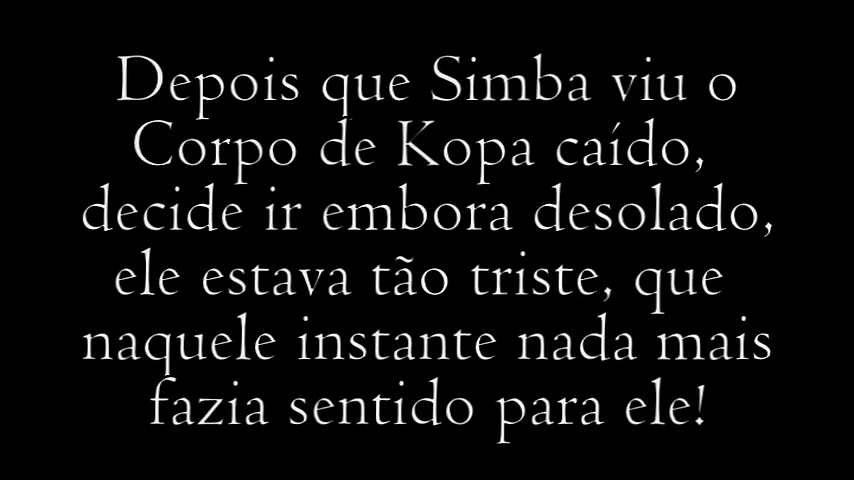 Depois que Simba viu o
Corpo de Kopa caído,
decide ir embora desolado,
ele estava tão triste, que
naquele instante nada mais
fazia sentido para ele!